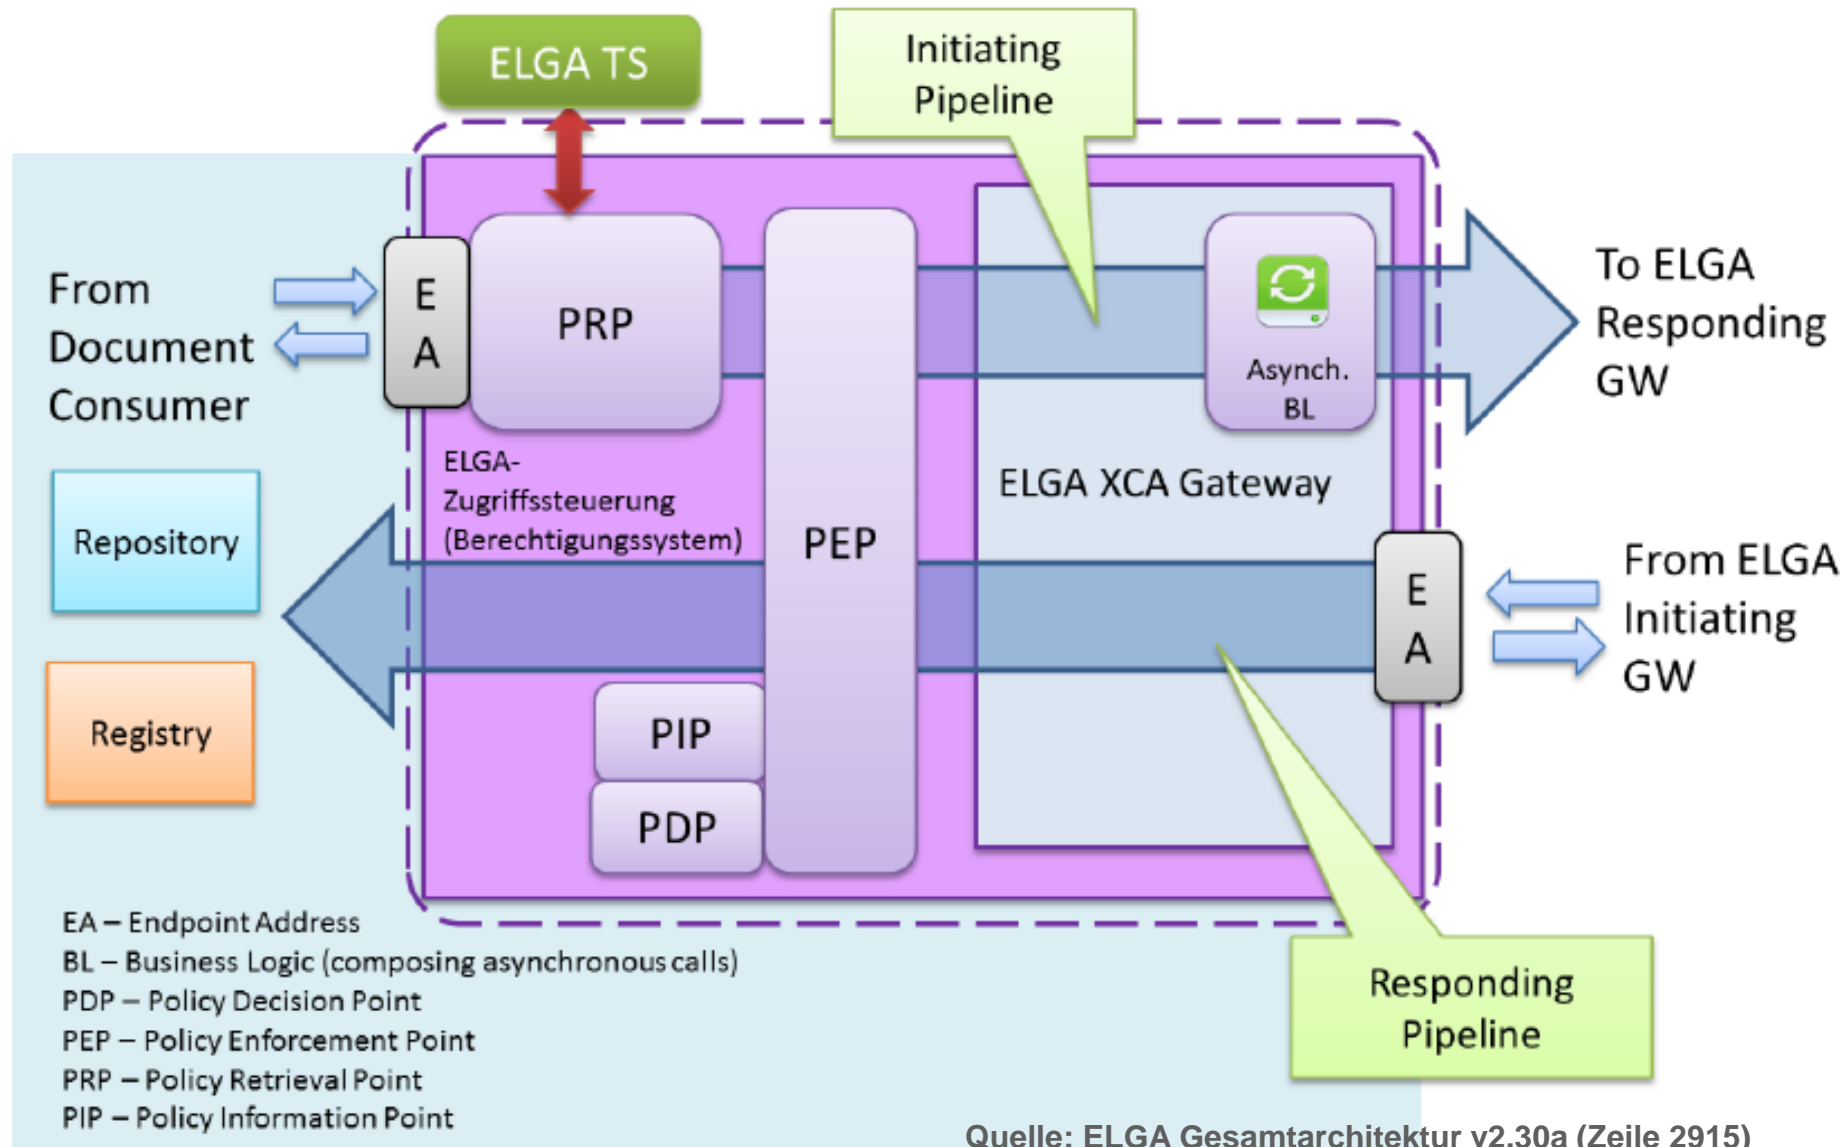 ELGA TS
Initiating
Pipeline
From
Document
Consumer
E
A
PRP
Asynch.
BL
To ELGA
Responding
GW
ELGA-
Zugriffssteuerung
(Berechtigungssystem)
ELGA XCA Gateway
Repository
PEP
E
A
From ELGA
Initiating
GW
Registry
PIP
PDP
Responding
Pipeline
EA – Endpoint Address
BL – Business Logic (composing asynchronous calls)
PDP – Policy Decision Point
PEP – Policy Enforcement Point
PRP – Policy Retrieval Point
PIP – Policy Information Point
Quelle: ELGA Gesamtarchitektur v2.30a (Zeile 2915)